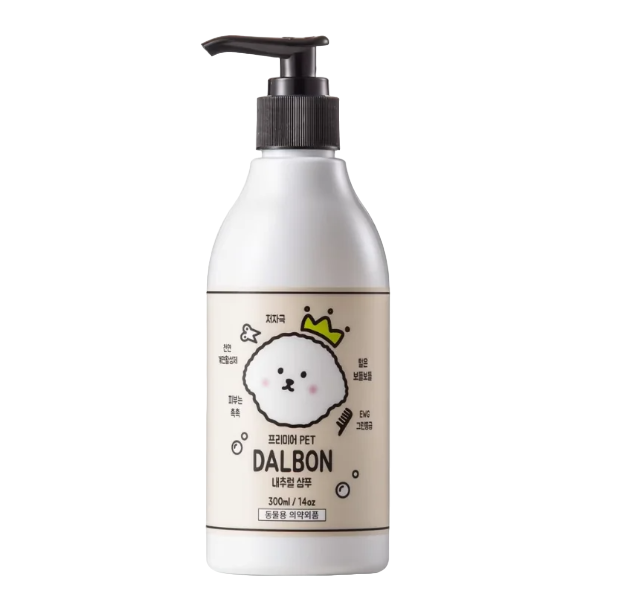 저자극
천연
계면활성제
털은
보들보들
피부는
촉촉
EWG
그린등급
프리미어 PET
DALBON
내추럴 샴푸
300ml / 14oz
동물용 의약외품